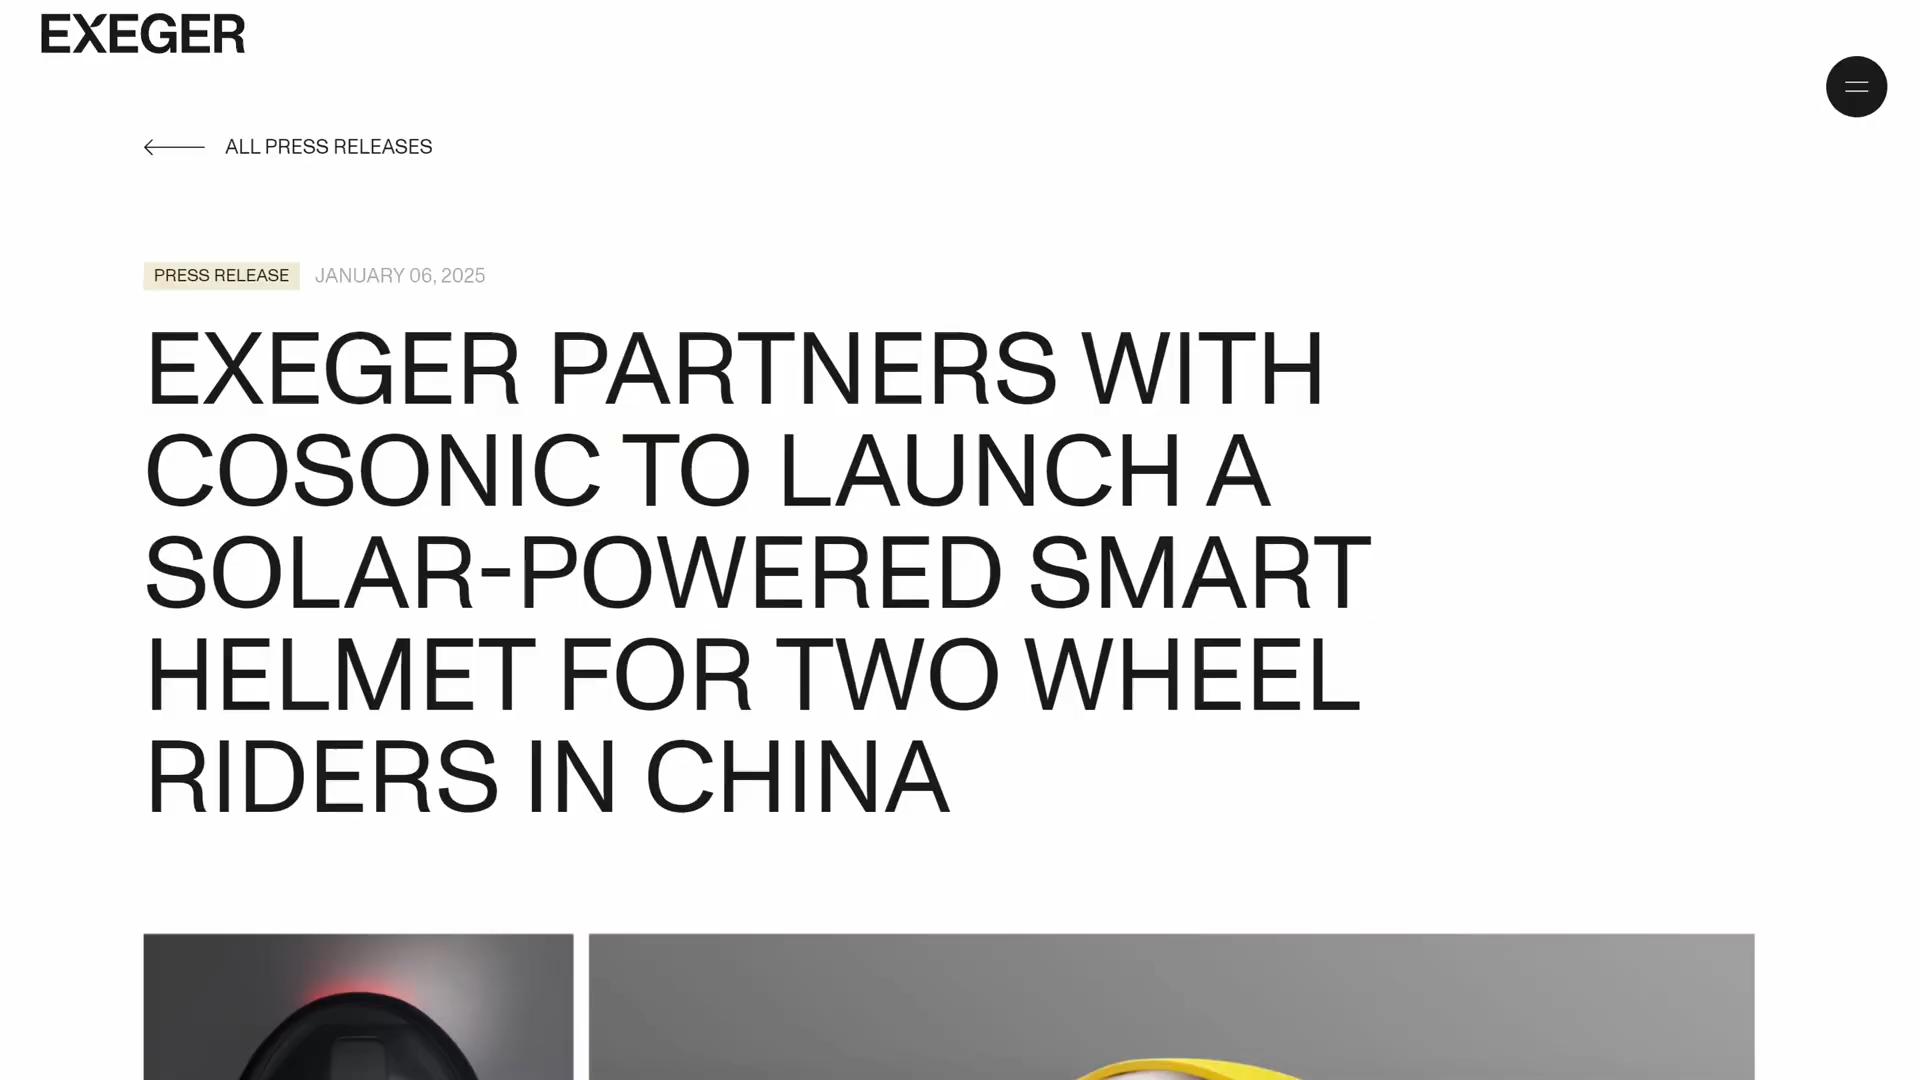 EXEGER
ALL PRESS RELEASES
PRESS RELEASE JANUARY 06, 2025
EXEGER PARTNERS WITH
COSONIC TO LAUNCH A
SOLAR-POWERED SMART
HELMET FOR TWO WHEEL
RIDERS IN CHINA